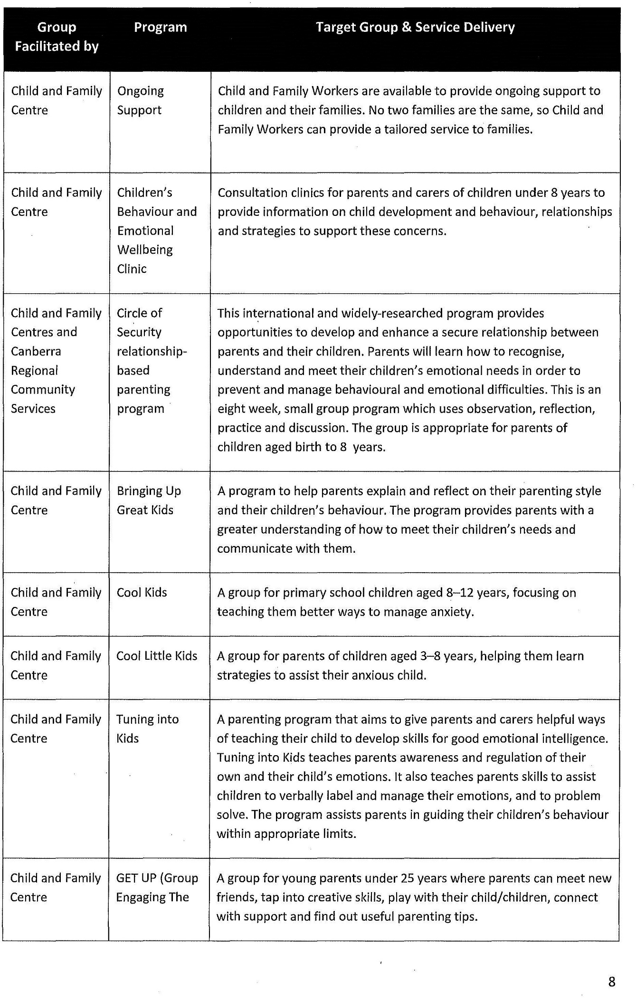 Group
Facilitated by
Program
Target Group & Service Delivery
Child and Family
Centre
Ongoing
Support
Child and Family Workers are available to provide ongoing support to
children and their families. No two families are the same, so Child and
Family Workers can provide a tailored service to families.
Child and Family
Centre
Children's
Behaviour and
Emotional
Wellbeing
Clinic
Consultation clinics for parents and carers of children under 8 years to
provide information on child development and behaviour, relationships
and strategies to support these concerns.
Child and Family
Centres and
Canberra
Regional
Community
Services
Circle of
Security
relationship-
based
parenting
program
This international and widely-researched program provides
opportunities to develop and enhance a secure relationship between
parents and their children. Parents will learn how to recognise,
understand and meet their children's emotional needs in order to
prevent and manage behavioural and emotional difficulties. This is an
eight week, small group program which uses observation, reflection,
practice and discussion. The group is appropriate for parents of
children aged birth to 8 years.
Child and Family
Centre
Bringing Up
Great Kids
A program to help parents explain and reflect on their parenting style
and their children's behaviour. The program provides parents with a
greater understanding of how to meet their children's needs and
communicate with them.
Child and Family
Centre
Cool Kids
A group for primary school children aged 8–12 years, focusing on
teaching them better ways to manage anxiety.
Child and Family
Centre
Cool Little Kids
A group for parents of children aged 3–8 years, helping them learn
strategies to assist their anxious child.
Child and Family
Centre
Tuning into
Kids
A parenting program that aims to give parents and carers helpful ways
of teaching their child to develop skills for good emotional intelligence.
Tuning into Kids teaches parents awareness and regulation of their
own and their child's emotions. It also teaches parents skills to assist
children to verbally label and manage their emotions, and to problem
solve. The program assists parents in guiding their children's behaviour
within appropriate limits.
Child and Family
Centre
GET UP (Group
Engaging The
A group for young parents under 25 years where parents can meet new
friends, tap into creative skills, play with their child/children, connect
with support and find out useful parenting tips.
8